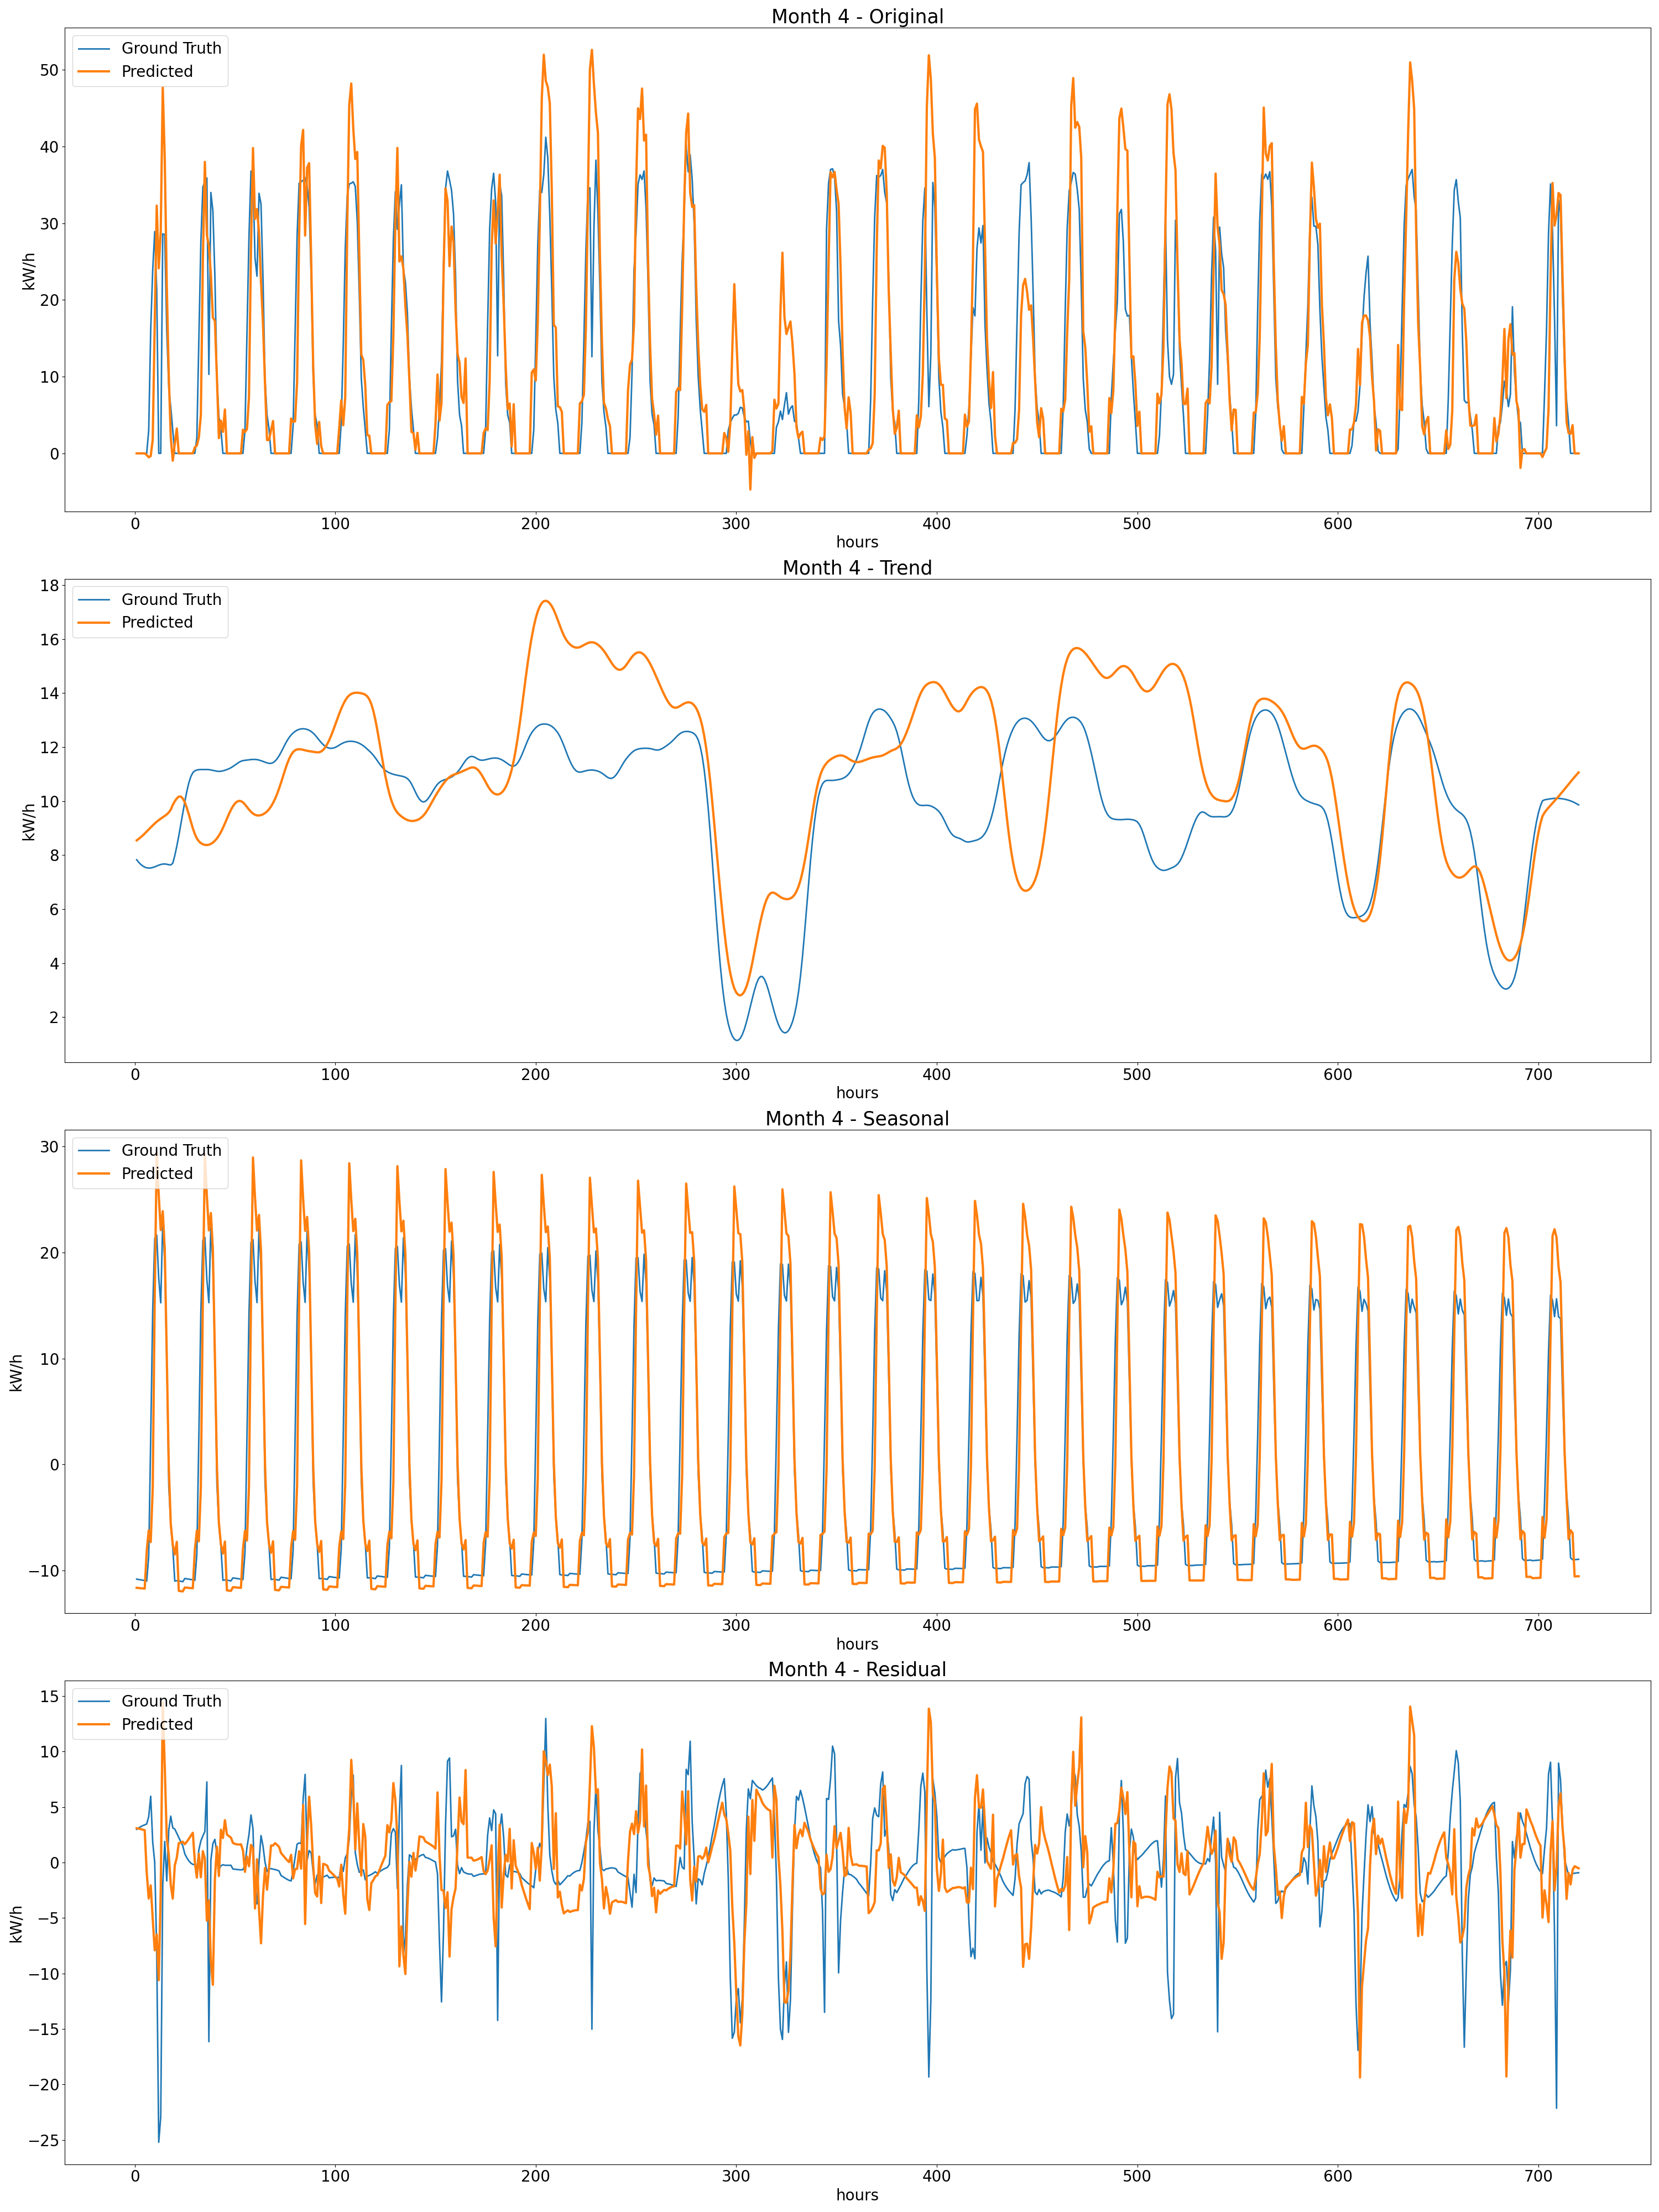 Month 4 - Original
Ground Truth
Predicted
50
40
30
20
10
0
kW/h
0 100 200 300 400 500 600 700
hours
Month 4 - Trend
Ground Truth
Predicted
18
16
14
12
10
8
6
4
2
kW/h
0 100 200 300 400 500 600 700
hours
Month 4 - Seasonal
Ground Truth
Predicted
30
20
10
0
−10
kW/h
0 100 200 300 400 500 600 700
hours
Month 4 - Residual
Ground Truth
Predicted
15
10
5
0
−5
−10
−15
−20
−25
kW/h
0 100 200 300 400 500 600 700
hours